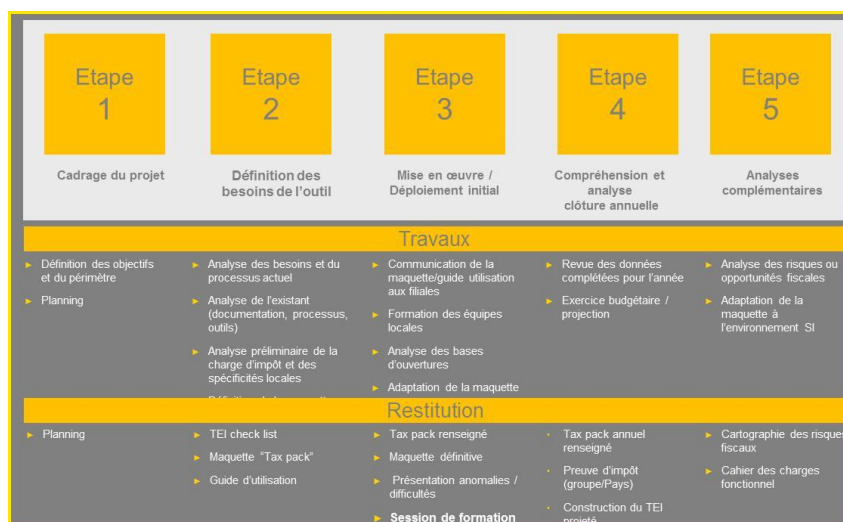 Etape
1
Etape
2
Etape
3
Etape
4
Etape
5
Cadrage du projet
Définition des
besoins de l'outil
Mise en œuvre /
Déploiement initial
Compréhension et
analyse
clôture annuelle
Analyses
complémentaires
Travaux
► Définition des objectifs
et du périmètre
► Planning
► Analyse des besoins et du
processus actuel
► Analyse de l'existant
(documentation, processus,
outils)
► Analyse préliminaire de la
charge d'impôt et des
spécificités locales
► Communication de la
maquette/guide utilisation
aux filiales
► Formation des équipes
locales
► Analyse des bases
d'ouvertures
► Adaptation de la maquette
► Revue des données
complétées pour l'année
► Exercice budgétaire /
projection
► Analyse des risques ou
opportunités fiscales
► Adaptation de la
maquette à
l'environnement SI
Restitution
► Planning
► TEI check list
► Maquette "Tax pack"
► Guide d'utilisation
► Tax pack renseigné
► Maquette définitive
► Présentation anomalies /
difficultés
► Session de formation
• Tax pack annuel
renseigné
• Preuve d'impôt
(groupe/Pays)
• Construction du TEI
projeté
► Cartographie des risques
fiscaux
► Cahier des charges
fonctionnel